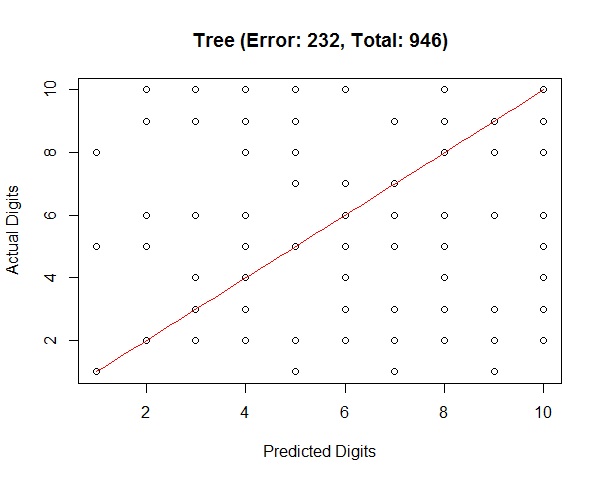 Tree (Error: 232, Total: 946)
10
8
6
4
2
Actual Digits
2 4 6 8 10
Predicted Digits